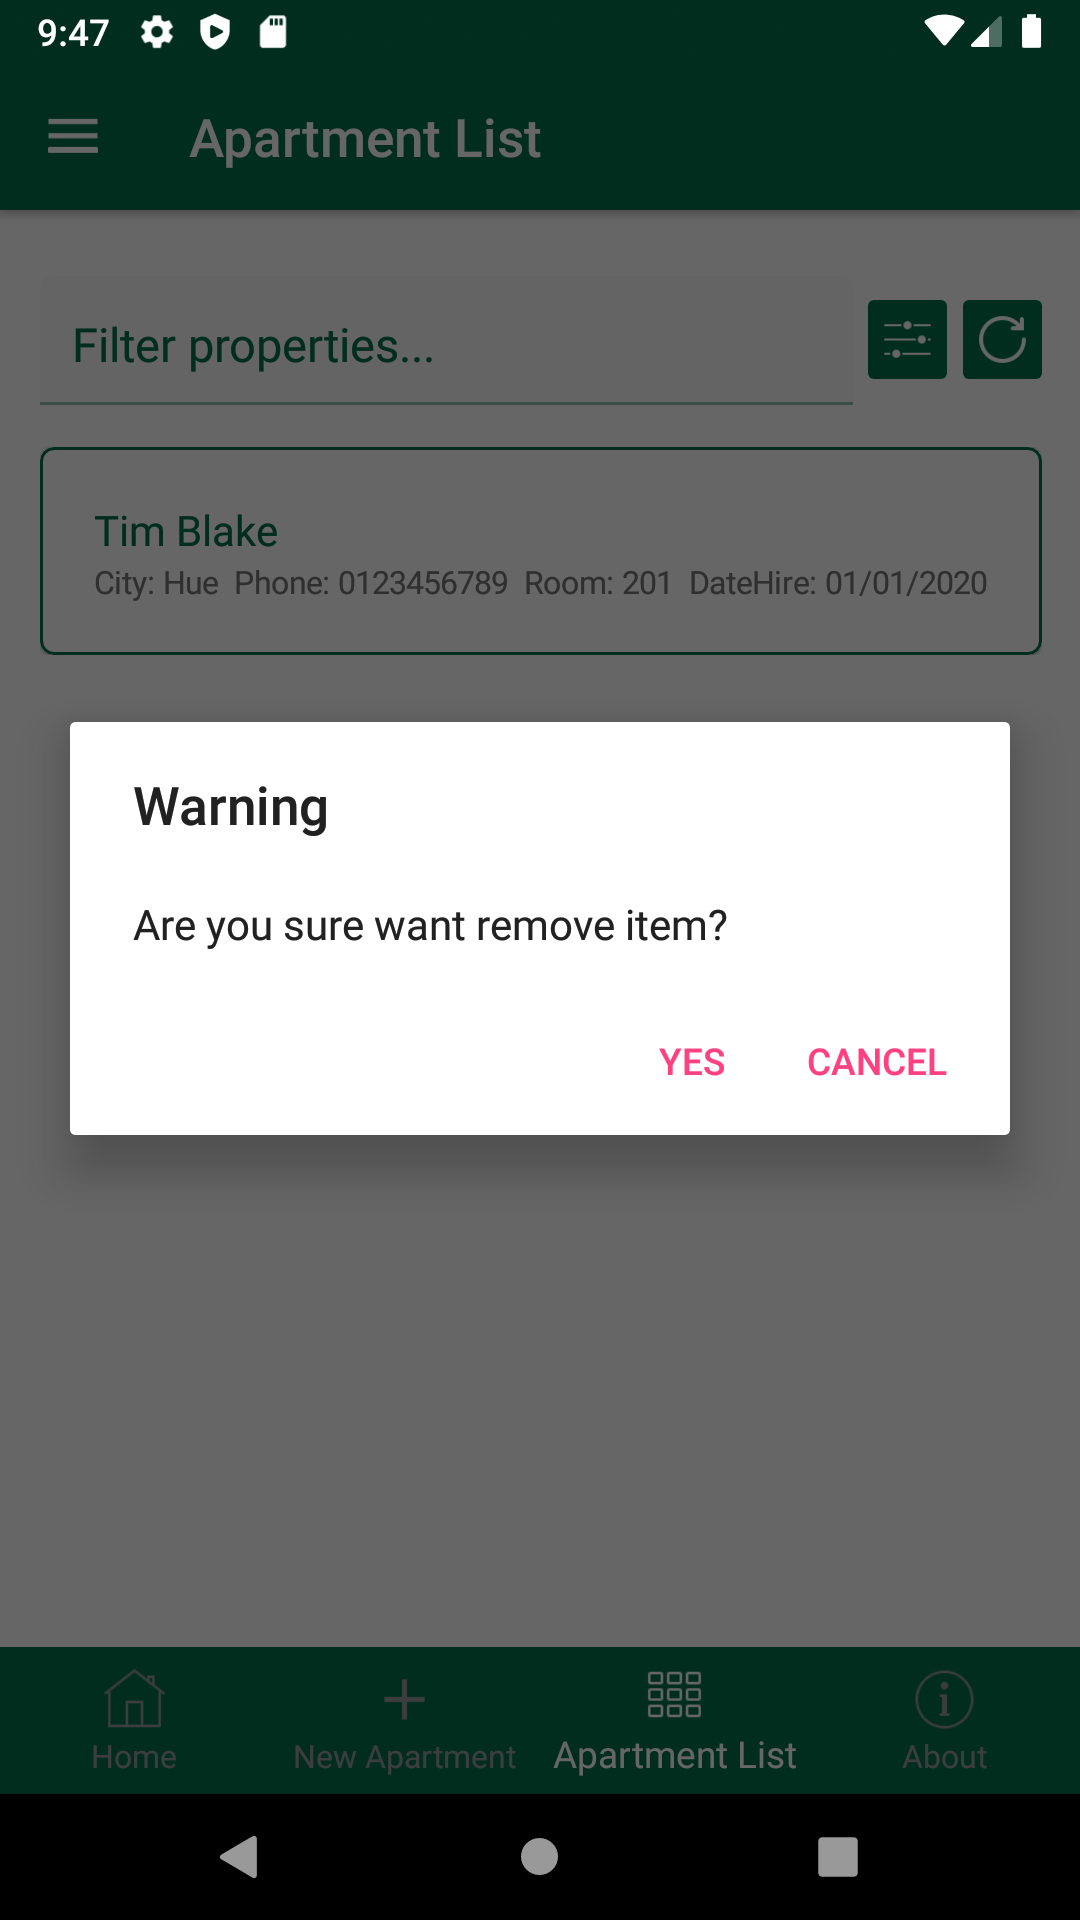 9:47
Apartment List
Filter properties...
Tim Blake
City: Hue Phone: 0123456789 Room: 201 DateHire: 01/01/2020
Warning
Are you sure want remove item?
YES CANCEL
Home New Apartment Apartment List About